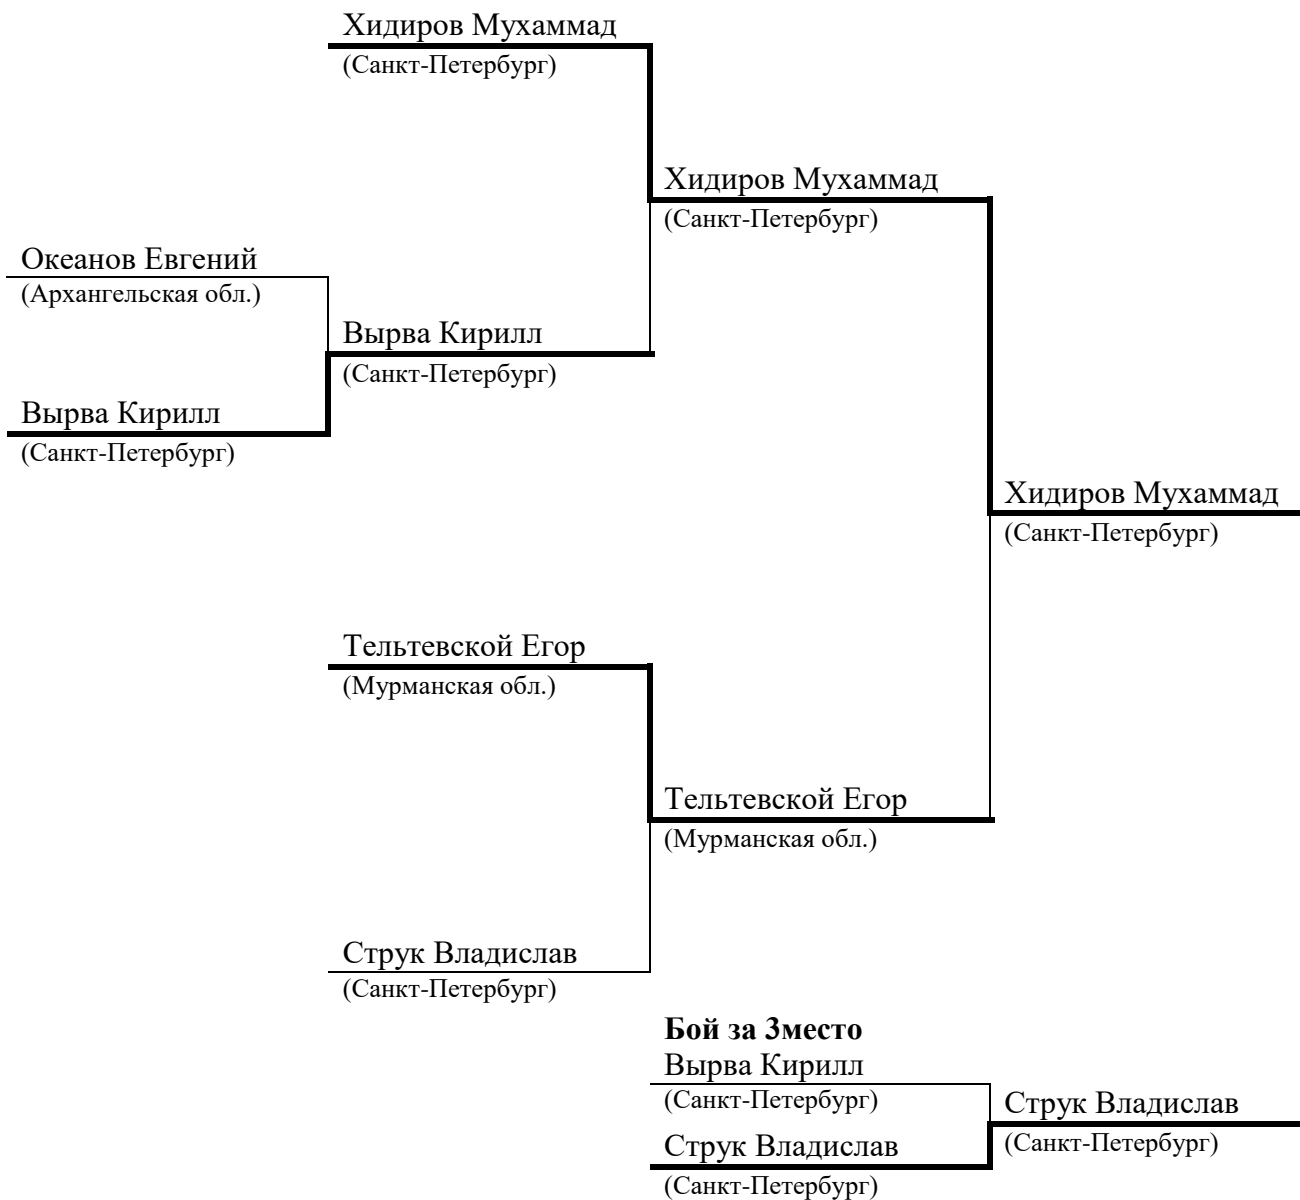 Хидиров Мухаммад
(Санкт-Петербург)
Хидиров Мухаммад
(Санкт-Петербург)
Океанов Евгений
(Архангельская обл.)
Вырва Кирилл
(Санкт-Петербург)
Вырва Кирилл
(Санкт-Петербург)
Хидиров Мухаммад
(Санкт-Петербург)
Тельтевской Егор
(Мурманская обл.)
Тельтевской Егор
(Мурманская обл.)
Струк Владислав
(Санкт-Петербург)
Бой за 3место
Вырва Кирилл
(Санкт-Петербург)
Струк Владислав
(Санкт-Петербург)
Струк Владислав
(Санкт-Петербург)